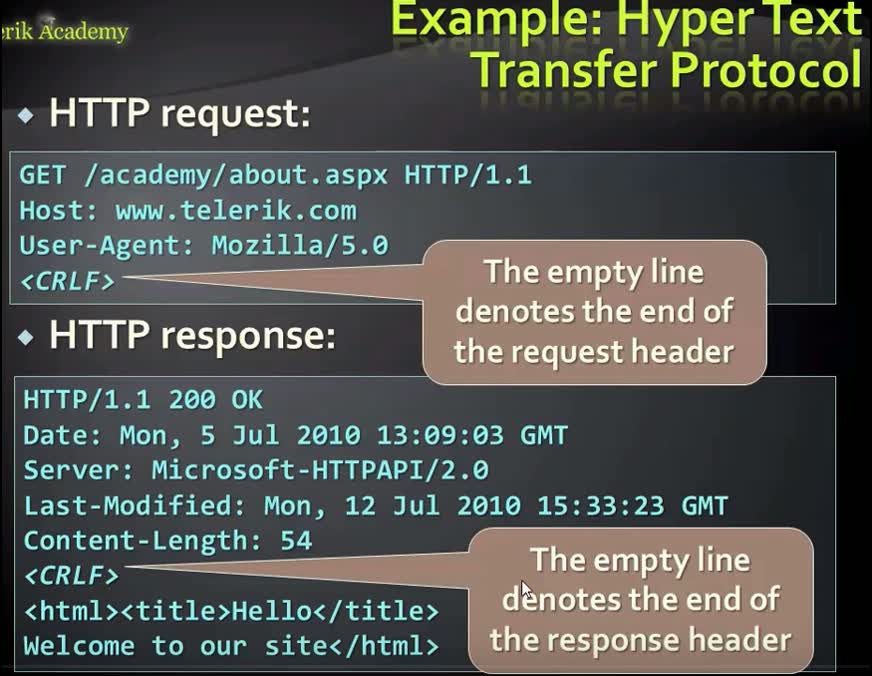 erik Academy
Example: Hyper Text
Transfer Protocol
HTTP request:
GET /academy/about.aspx HTTP/1.1
Host: www.telerik.com
User-Agent: Mozilla/5.0
<CRLF>
The empty line
denotes the end of
the request header
HTTP response:
HTTP/1.1 200 OK
Date: Mon, 5 Jul 2010 13:09:03 GMT
Server: Microsoft-HTTPAPI/2.0
Last-Modified: Mon, 12 Jul 2010 15:33:23 GMT
Content-Length: 54
<CRLF>
<html><title>Hello</title>
Welcome to our site</html>
The empty line
denotes the end of
the response header